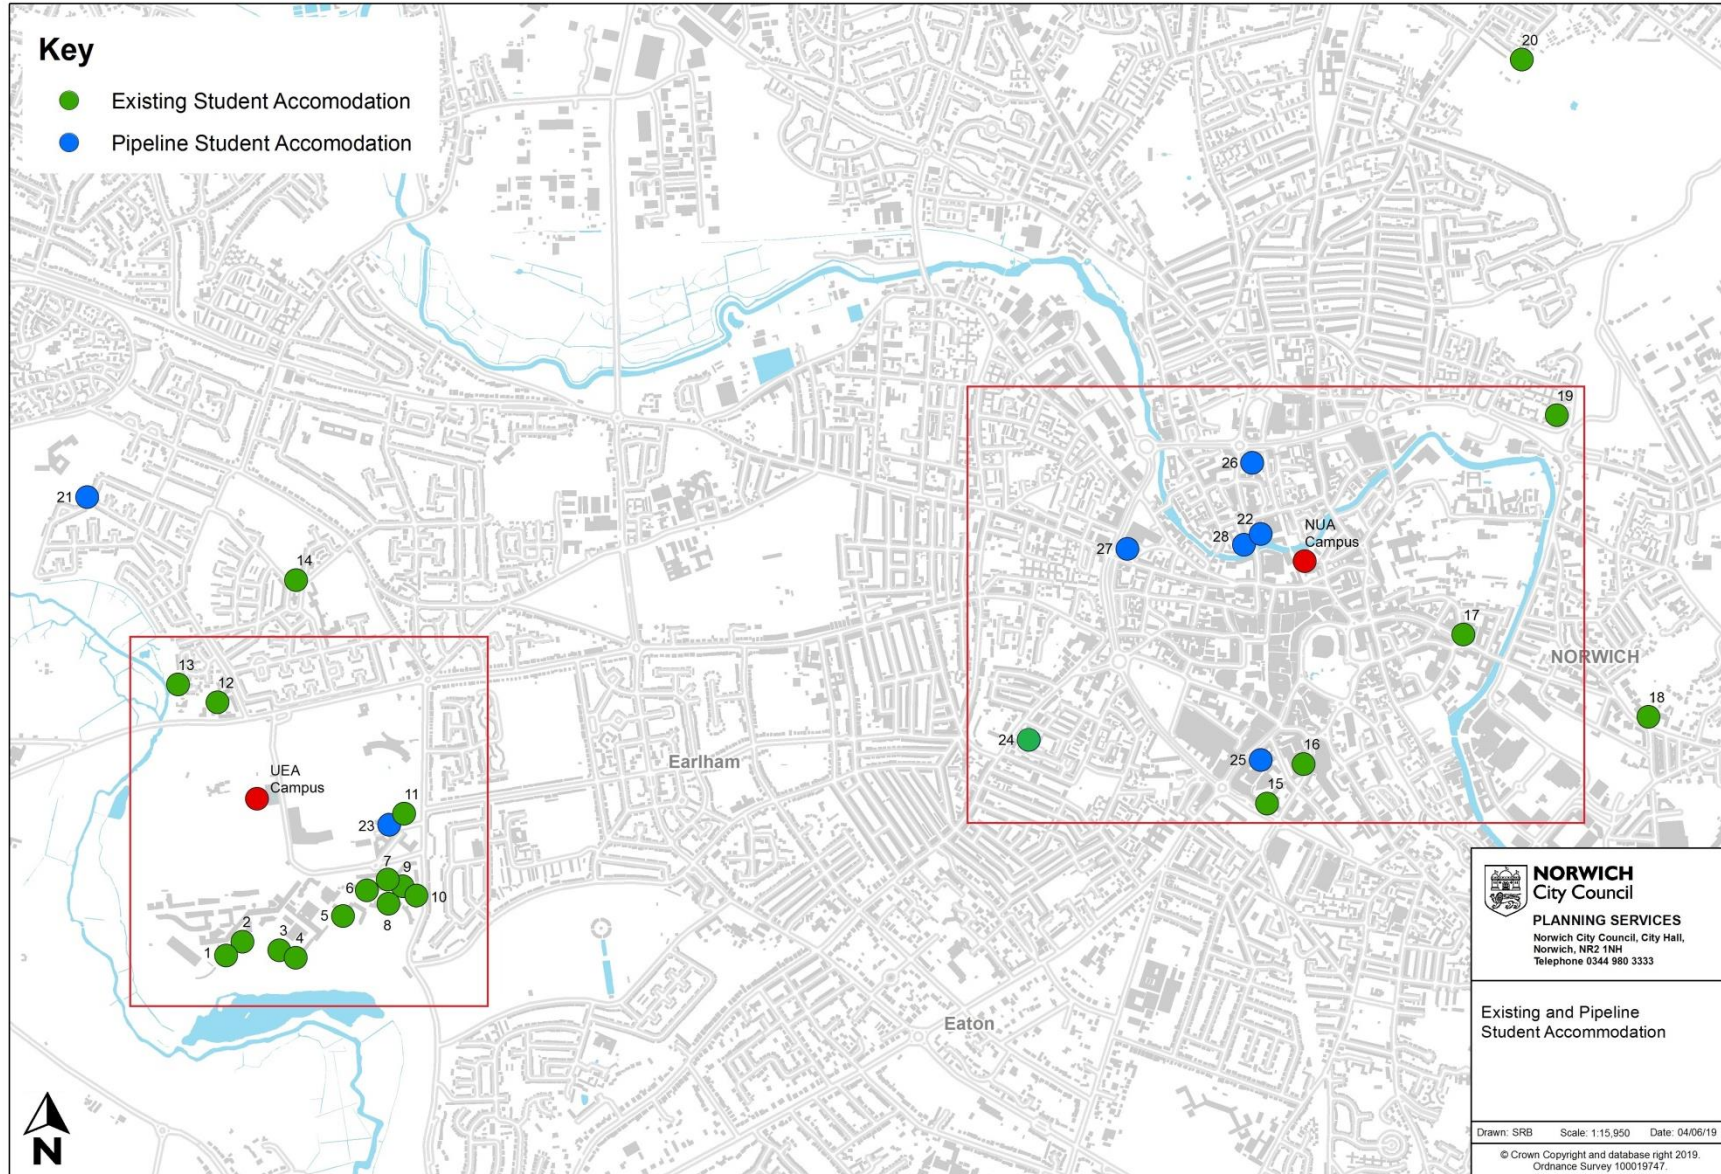 Key
Existing Student Accomodation
Pipeline Student Accomodation
20
19
26
21
22
NUA
Campus
28
27
14
17
NORWICH
13
12
18
24
16
25
15
Earlham
UEA
Campus
11
23
7
9
6
10
5
8
2
3
4
1
Eaton
N
NORWICH
City Council
PLANNING SERVICES
Norwich City Council, City Hall,
Norwich, NR2 1NH
Telephone 0344 980 3333
Existing and Pipeline
Student Accommodation
Drawn: SRB Scale: 1:15,950 Date: 04/06/19
© Crown Copyright and database right 2019.
Ordnance Survey 100019747.